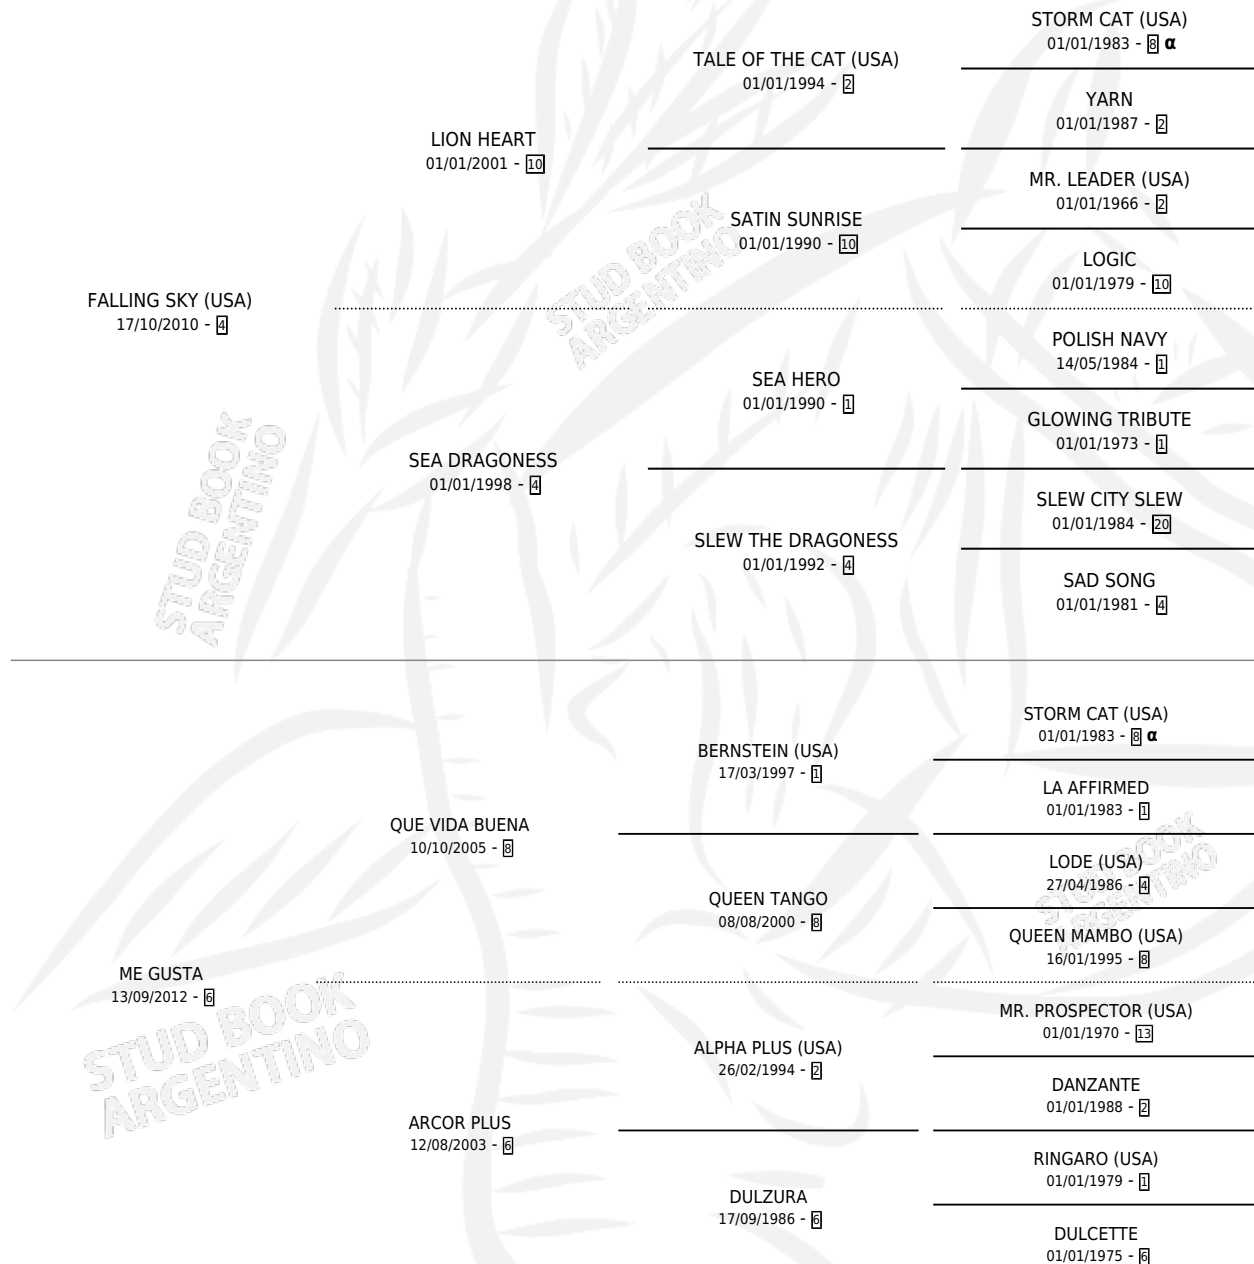 STORM CAT (USA)
01/01/1983 - 8 α
TALE OF THE CAT (USA)
01/01/1994 - 2
YARN
01/01/1987 - 2
LION HEART
01/01/2001 - 10
MR. LEADER (USA)
01/01/1966 - 2
SATIN SUNRISE
01/01/1990 - 10
LOGIC
01/01/1979 - 10
FALLING SKY (USA)
17/10/2010 - 4
POLISH NAVY
14/05/1984 - 1
SEA HERO
01/01/1990 - 1
GLOWING TRIBUTE
01/01/1973 - 1
SEA DRAGONESS
01/01/1998 - 4
SLEW CITY SLEW
01/01/1984 - 20
SLEW THE DRAGONESS
01/01/1992 - 4
SAD SONG
01/01/1981 - 4
STORM CAT (USA)
01/01/1983 - 8 α
BERNSTEIN (USA)
17/03/1997 - 1
LA AFFIRMED
01/01/1983 - 1
QUE VIDA BUENA
10/10/2005 - 8
LODE (USA)
27/04/1986 - 4
QUEEN TANGO
08/08/2000 - 8
QUEEN MAMBO (USA)
16/01/1995 - 8
ME GUSTA
13/09/2012 - 6
MR. PROSPECTOR (USA)
01/01/1970 - 13
ALPHA PLUS (USA)
26/02/1994 - 2
DANZANTE
01/01/1988 - 2
ARCOR PLUS
12/08/2003 - 6
RINGARO (USA)
01/01/1979 - 1
DULZURA
17/09/1986 - 6
DULCETTE
01/01/1975 - 6
STUD BOOK
ARGENTINO
STUD BOOK
ARGENTINO
STUD BOOK
ARGENTINO
STUD BOOK
ARGENTINO